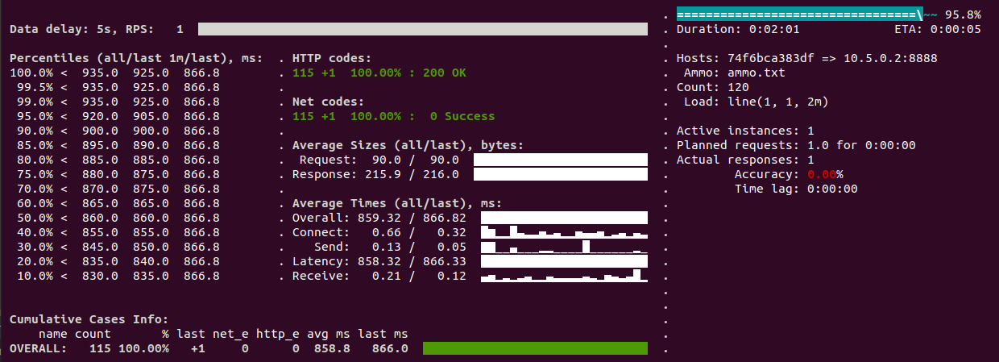 Data delay: 5s, RPS: 1
Percentiles (all/last 1m/last), ms:
100.0% < 935.0 925.0 866.8
99.5% < 935.0 925.0 866.8
99.0% < 935.0 925.0 866.8
95.0% < 920.0 905.0 866.8
90.0% < 900.0 900.0 866.8
85.0% < 895.0 890.0 866.8
80.0% < 885.0 885.0 866.8
75.0% < 880.0 875.0 866.8
70.0% < 870.0 875.0 866.8
60.0% < 865.0 865.0 866.8
50.0% < 860.0 860.0 866.8
40.0% < 855.0 855.0 866.8
30.0% < 845.0 850.0 866.8
20.0% < 835.0 840.0 866.8
10.0% < 830.0 835.0 866.8
. HTTP codes:
. 115 +1 100.00% : 200 OK
.
. Net codes:
. 115 +1 100.00% : 0 Success
.
. Average Sizes (all/last), bytes:
. Request: 90.0 / 90.0
. Response: 215.9 / 216.0
.
. Average Times (all/last), ms:
. Overall: 859.32 / 866.82
. Connect: 0.66 / 0.32
. Send: 0.13 / 0.05
. Latency: 858.32 / 866.33
. Receive: 0.21 / 0.12
Cumulative Cases Info:
name count % last net_e http_e avg ms last ms
OVERALL: 115 100.00% +1 0 0 858.8 866.0
. =================================\~~ 95.8%
. Duration: 0:02:01 ETA: 0:00:05
.
. Hosts: 74f6bca383df => 10.5.0.2:8888
. Ammo: ammo.txt
. Count: 120
. Load: line(1, 1, 2m)
.
. Active instances: 1
. Planned requests: 1.0 for 0:00:00
. Actual responses: 1
. Accuracy: 0.00%
. Time lag: 0:00:00
.
.
.
.
.
.
.
.
.
.
.